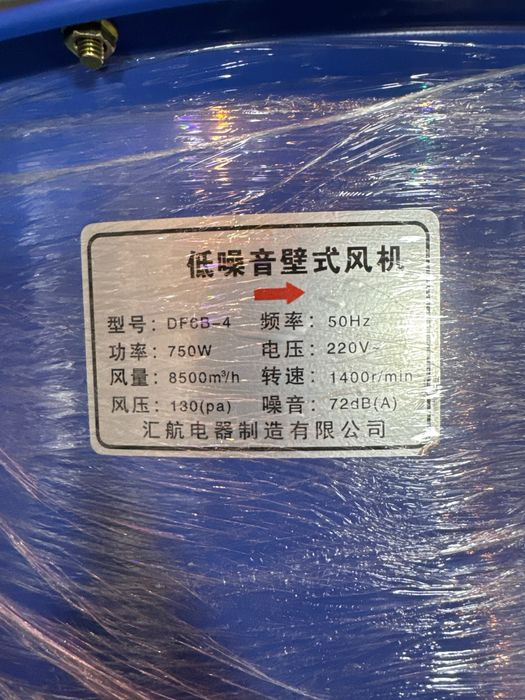 低噪音壁式风机
型号: DFCB-4 频率: 50Hz
功率: 750W 电压: 220V~
风量: 8500m³/h 转速: 1400r/min
风压: 130(pa) 噪音: 72dB(A)
汇航电器制造有限公司